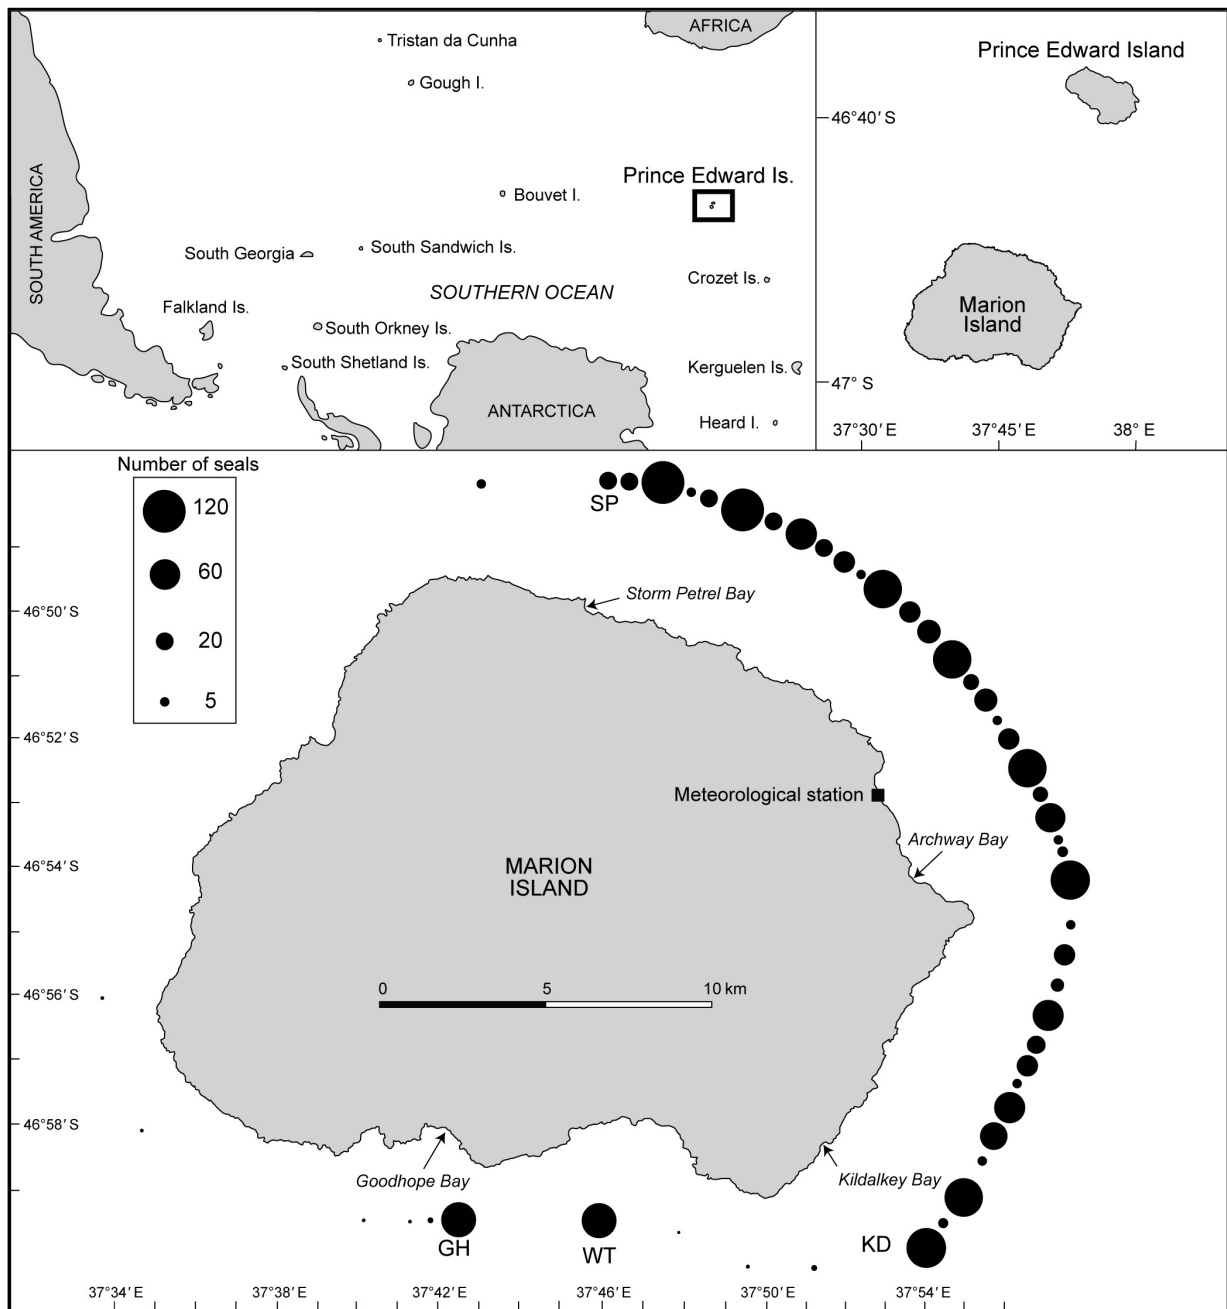 AFRICA
Tristan da Cunha
Gough I.
Prince Edward Is.
Bouvet I.
SOUTH AMERICA
South Georgia
South Sandwich Is.
Crozet Is.
SOUTHERN OCEAN
Falkland Is.
South Orkney Is.
South Shetland Is.
Kerguelen Is.
ANTARCTICA
Heard I.
Prince Edward Island
46°40′ S
Marion
Island
47° S
37°30′ E
37°45′ E
38° E
Number of seals
120
60
20
5
SP
Storm Petrel Bay
46°50′ S
46°52′ S
Meteorological station
Archway Bay
46°54′ S
MARION
ISLAND
0
5
10 km
46°56′ S
46°58′ S
Goodhope Bay
Kildalkey Bay
GH
WT
KD
37°34′ E
37°38′ E
37°42′ E
37°46′ E
37°50′ E
37°54′ E